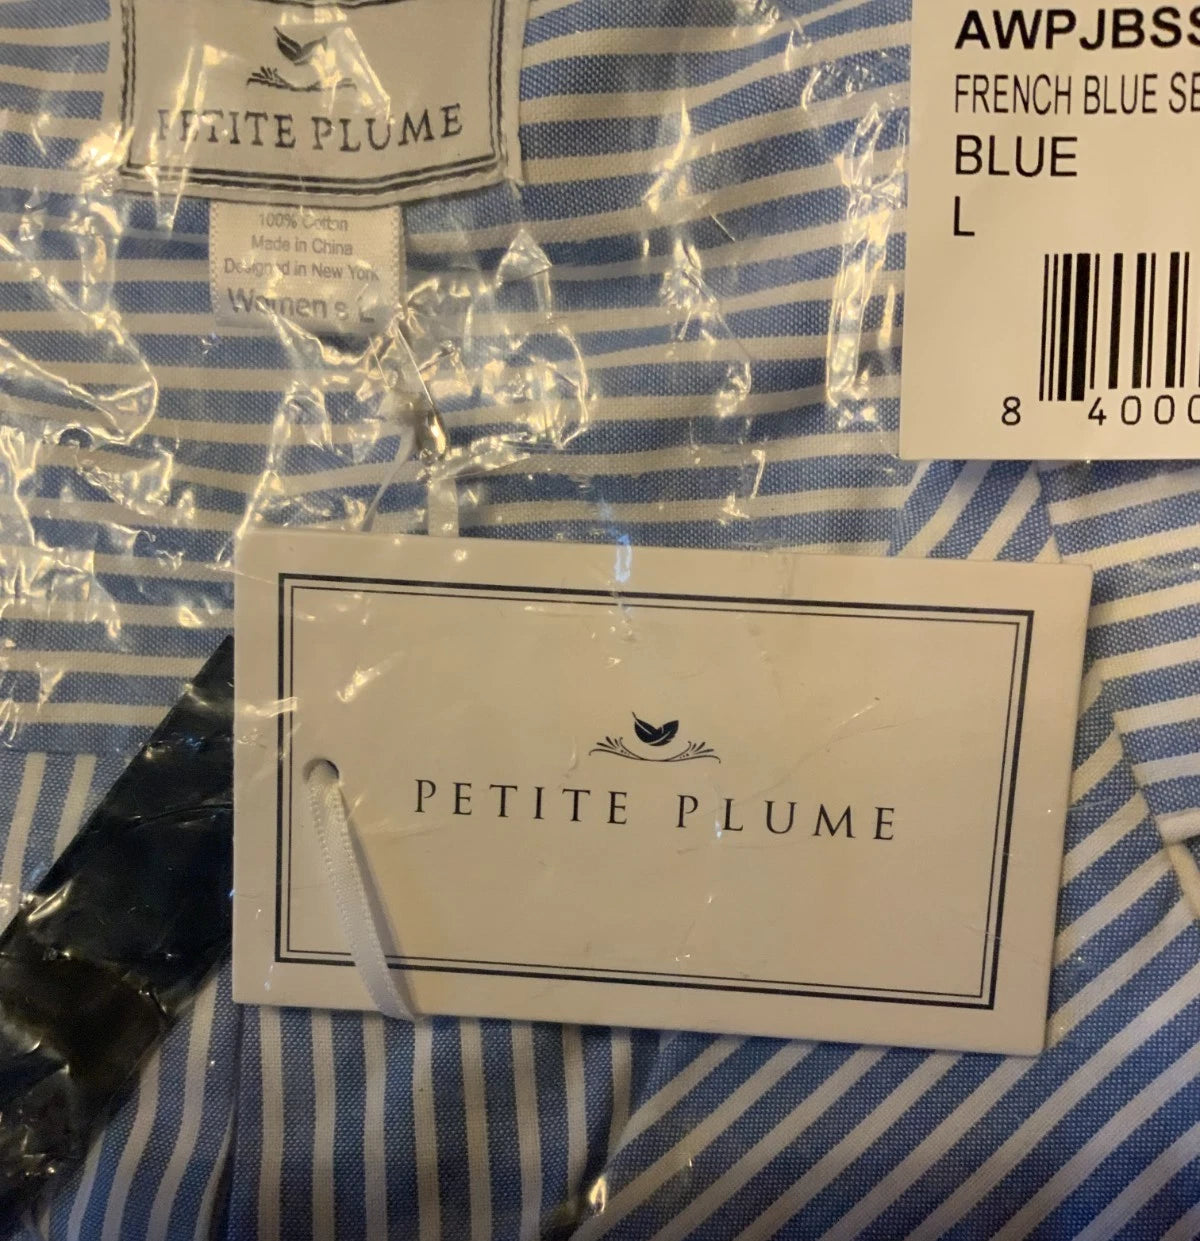 PETITE PLUME
100% Cotton
Made in China
Designed in New York
Women's L
AWPJBSS
FRENCH BLUE SE
BLUE
L
8 4000
PETITE PLUME